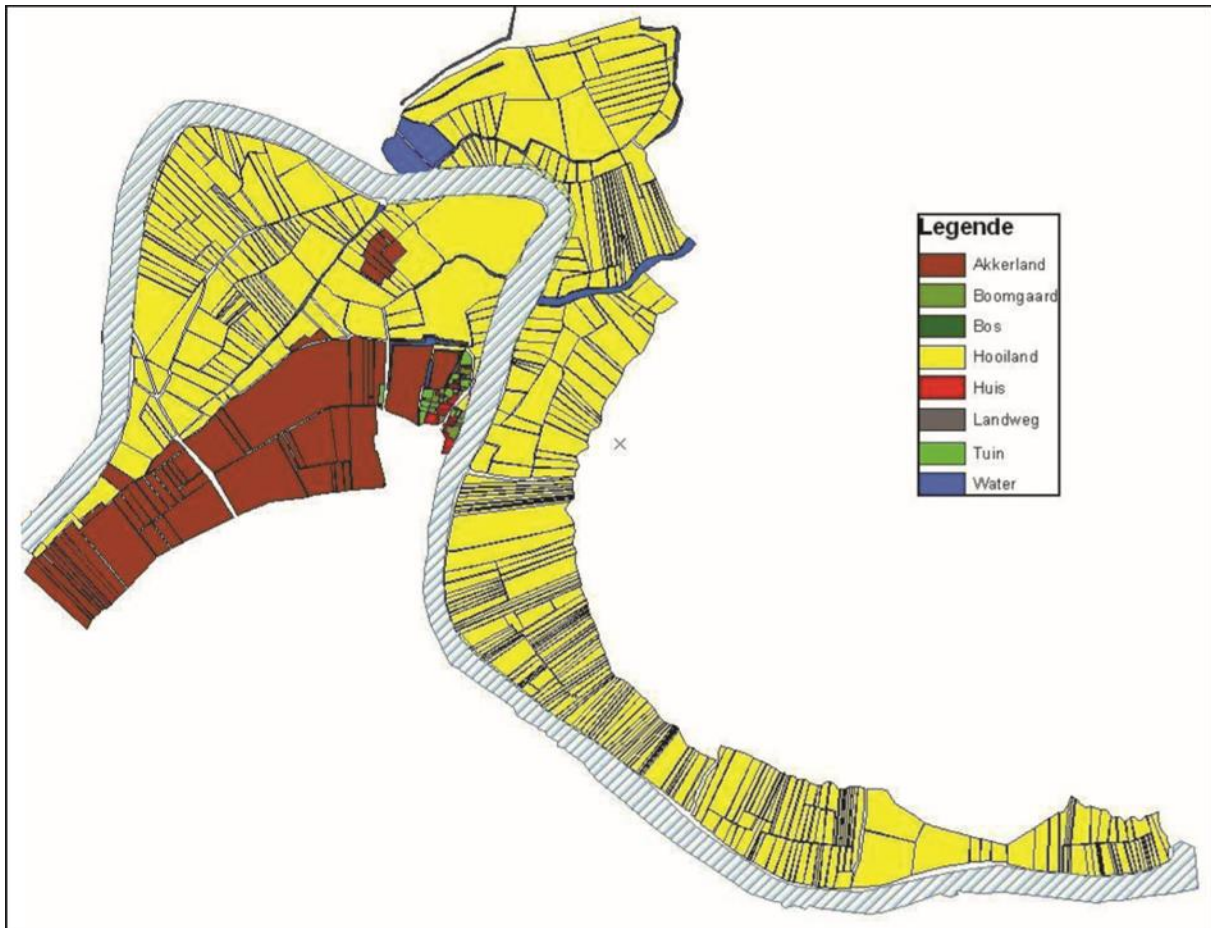 Legende
Akkerland
Boomgaard
Bos
Hooiland
Huis
Landweg
Tuin
Water